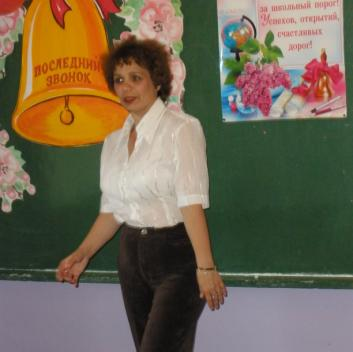 ПОСЛЕДНИЙ
ЗВОНОК
за школьный порог!
Успехов, открытий,
счастливых
дорог!